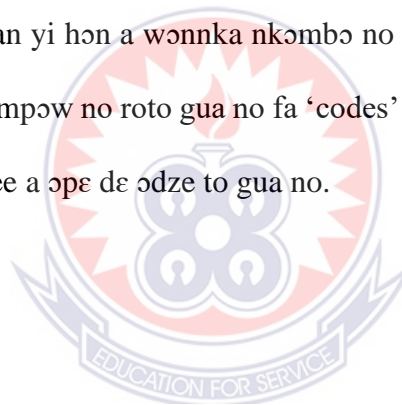 an yi hɔn a wɔnnka nkɔmbɔ no
mpɔw no roto gua no fa ‘codes’
ee a ɔpɛ dɛ ɔdze to gua no.
EDUCATION FOR SERVICE